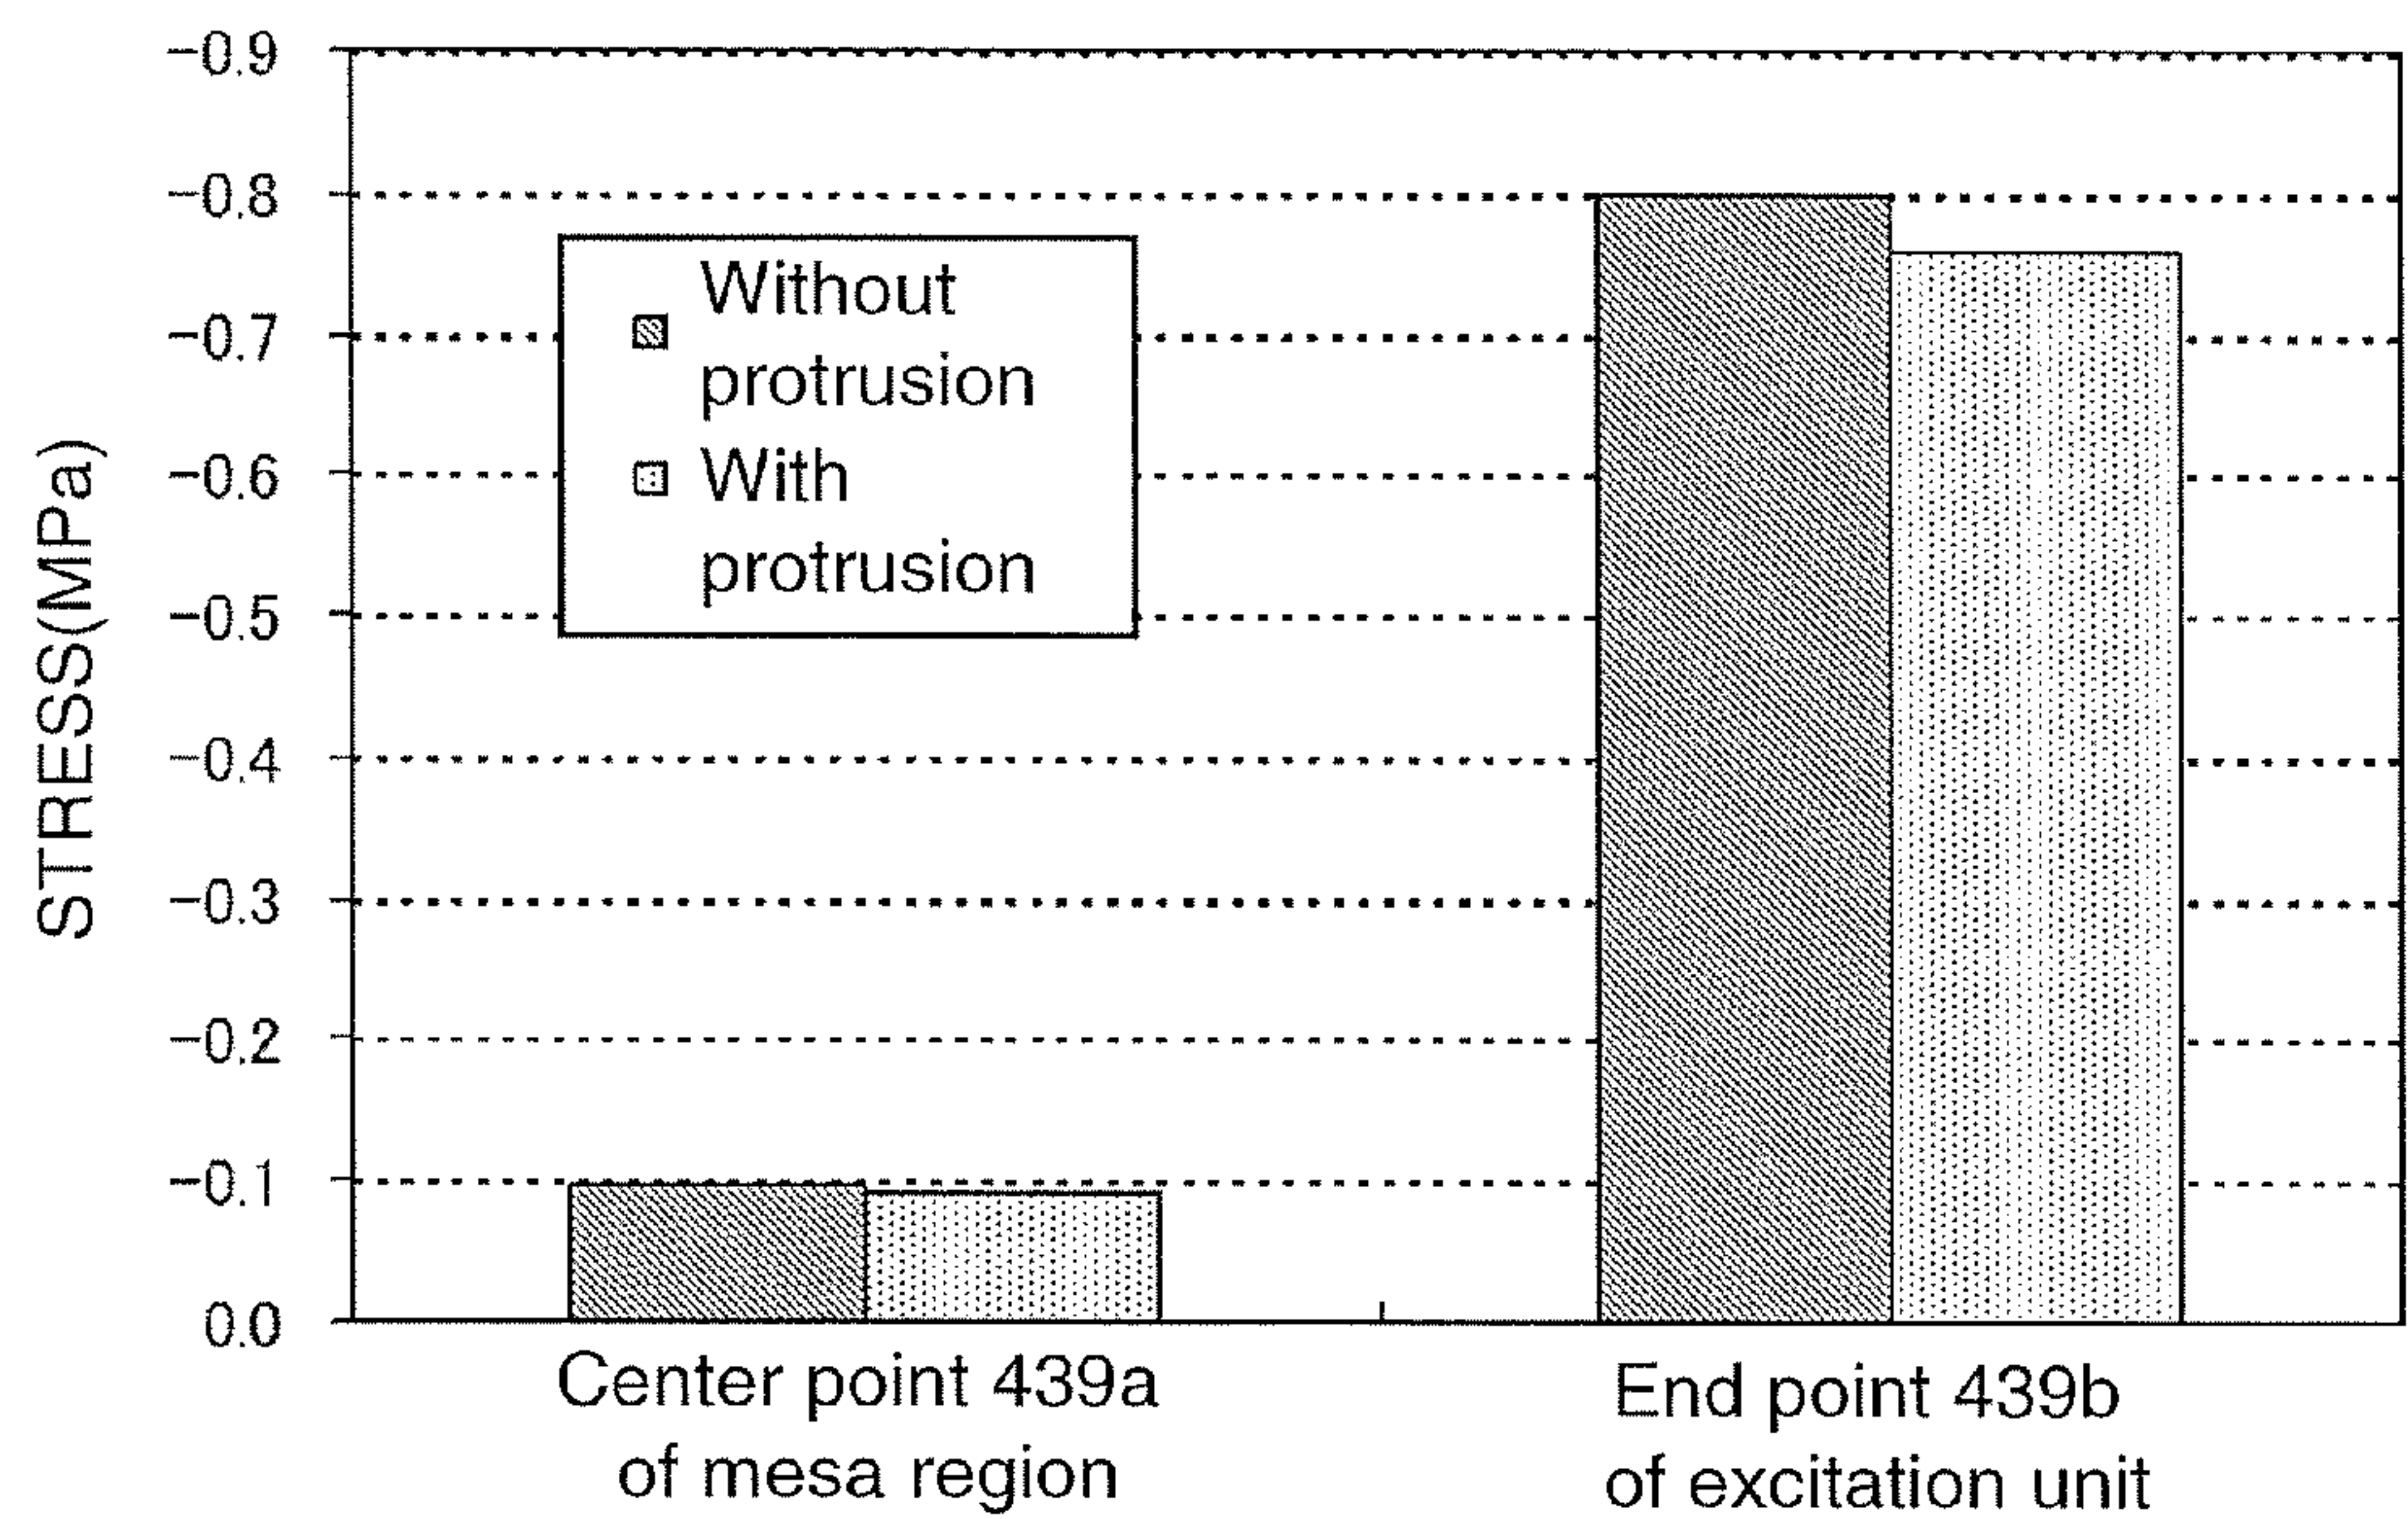 STRESS(MPa)
−0.9
−0.8
−0.7
−0.6
−0.5
−0.4
−0.3
−0.2
−0.1
0.0
Without
protrusion
With
protrusion
Center point 439a
of mesa region
End point 439b
of excitation unit